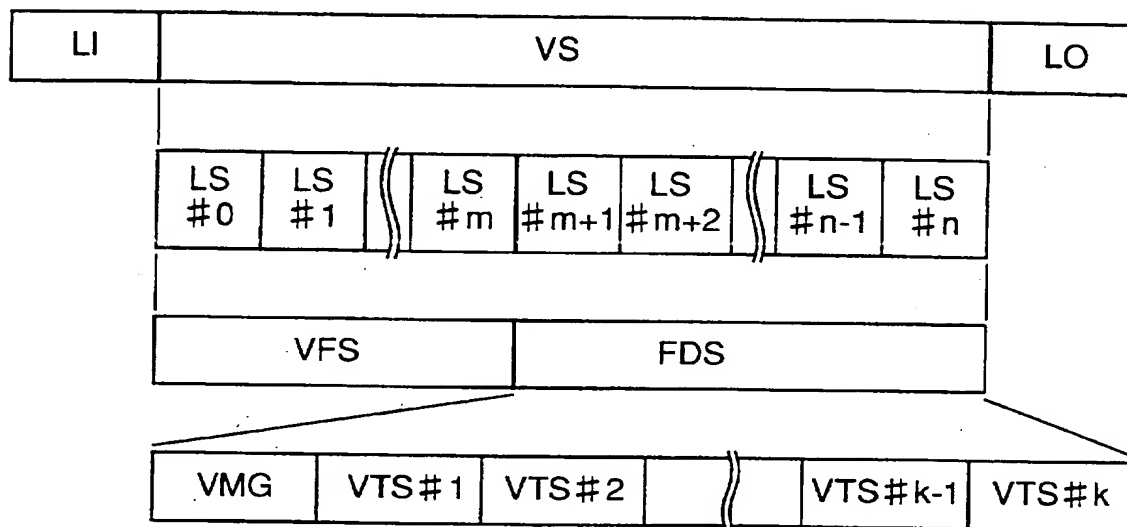 LI VS LO
LS #0 LS #1 LS #m LS #m+1 LS #m+2 LS #n-1 LS #n
VFS FDS
VMG VTS#1 VTS#2 VTS#k-1 VTS#k